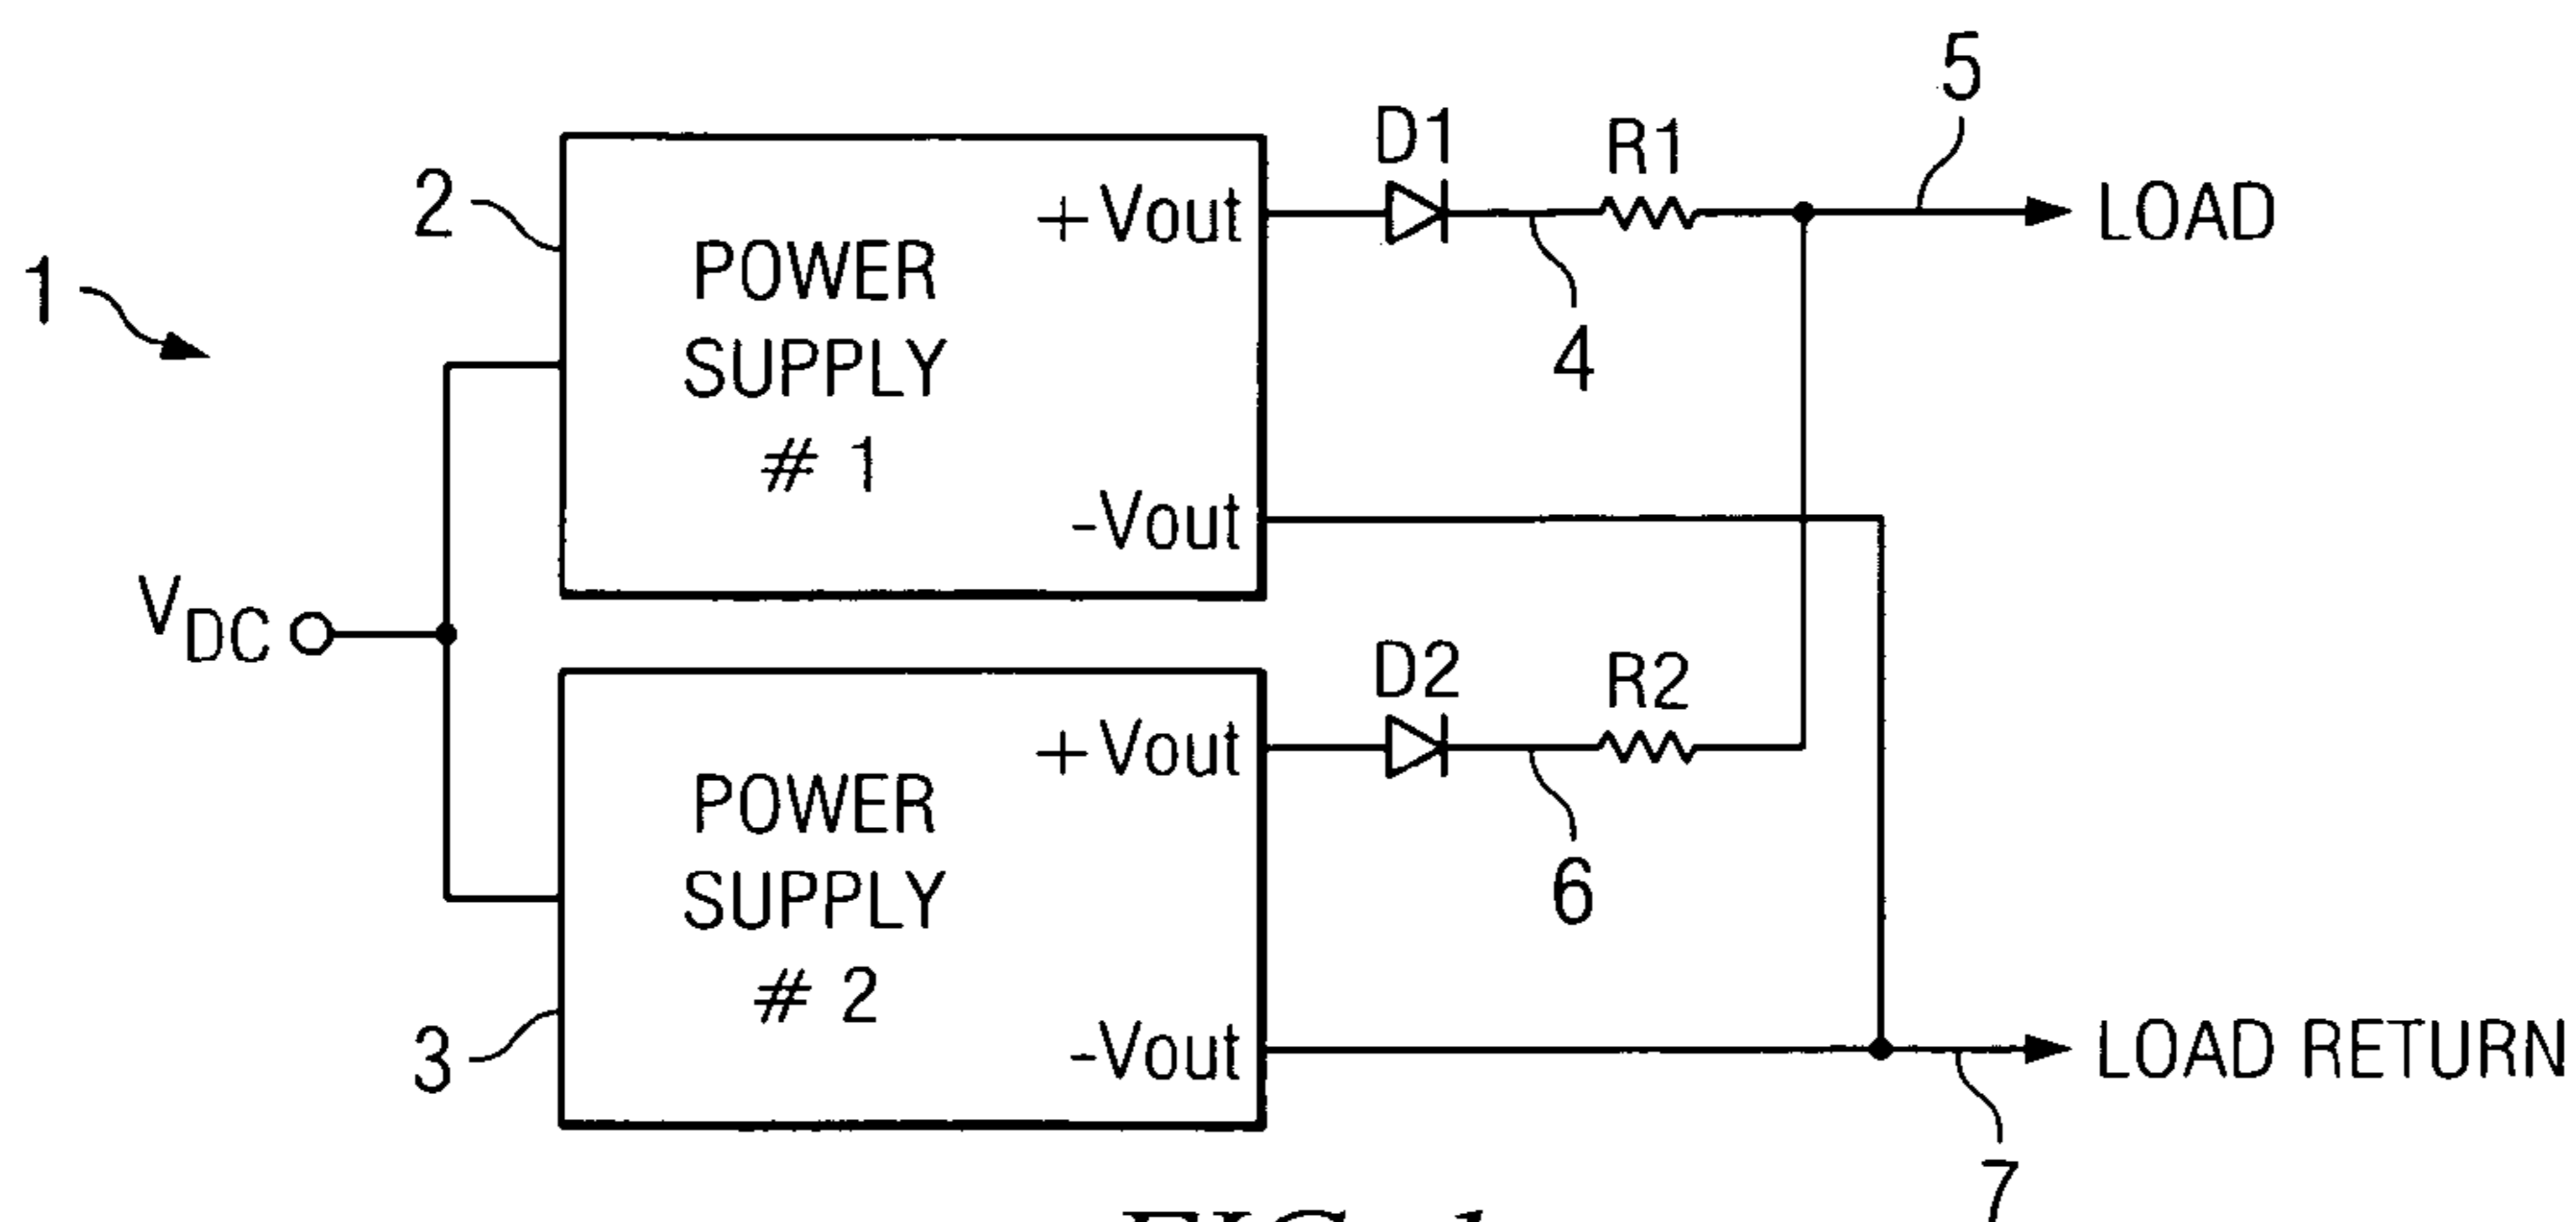 5
D1
R1
2
+Vout
LOAD
POWER
SUPPLY
# 1
1
4
-Vout
VDC
D2
R2
+Vout
POWER
SUPPLY
# 2
6
3
-Vout
LOAD RETURN
7